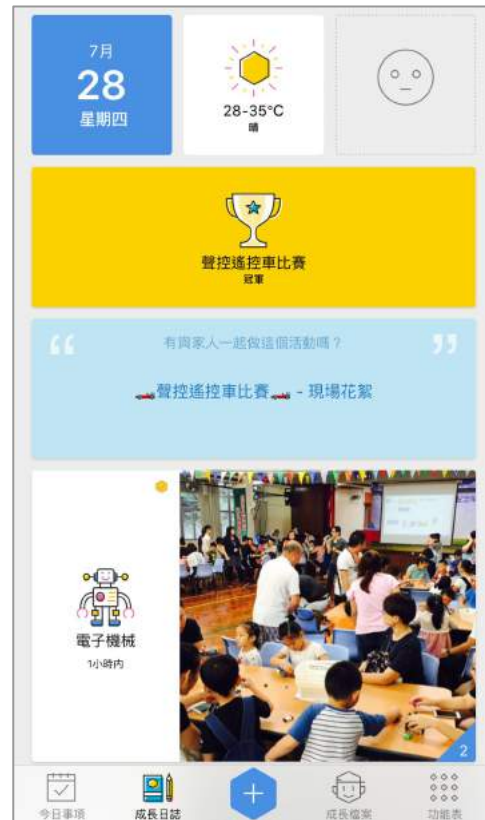 7月
28
星期四
28-35°C
晴
聲控遙控車比賽
冠軍
有與家人一起做這個活動嗎？
聲控遙控車比賽 - 現場花絮
電子機械
1小時内
2
今日事項
成長日誌
成長檔案
功能表